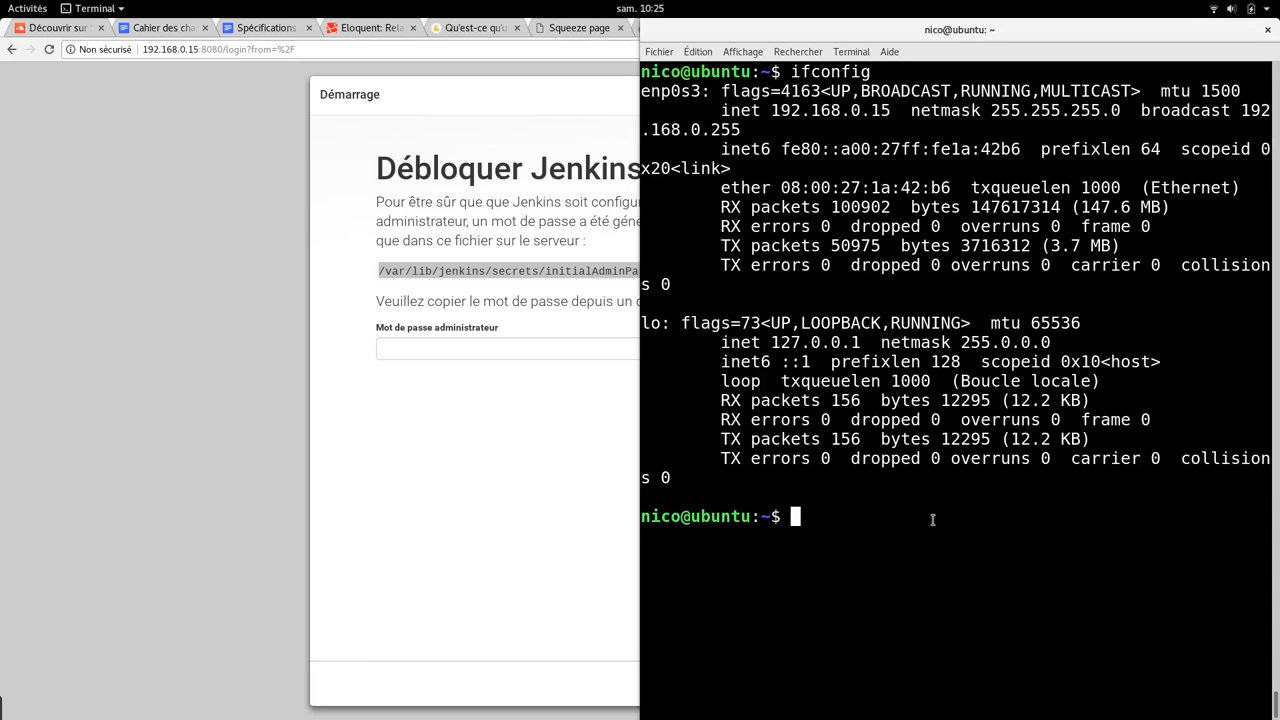 Activités
Terminal
sam. 10:25
Découvrir sur
Cahier des cha
Spécifications
Eloquent: Rela
Qu'est-ce qu'u
Squeeze page
Non sécurisé
192.168.0.15:8080/login?from=%2F
Démarrage
Débloquer Jenkins
Pour être sûr que que Jenkins soit configu
administrateur, un mot de passe a été géné
que dans ce fichier sur le serveur :
/var/lib/jenkins/secrets/initialAdminPa
Veuillez copier le mot de passe depuis un
Mot de passe administrateur
nico@ubuntu: ~
Fichier Édition Affichage Rechercher Terminal Aide
nico@ubuntu:~$ ifconfig
enp0s3: flags=4163<UP,BROADCAST,RUNNING,MULTICAST>  mtu 1500
inet 192.168.0.15  netmask 255.255.255.0  broadcast 192
.168.0.255
inet6 fe80::a00:27ff:fe1a:42b6  prefixlen 64  scopeid 0
x20<link>
ether 08:00:27:1a:42:b6  txqueuelen 1000  (Ethernet)
RX packets 100902  bytes 147617314 (147.6 MB)
RX errors 0  dropped 0  overruns 0  frame 0
TX packets 50975  bytes 3716312 (3.7 MB)
TX errors 0  dropped 0 overruns 0  carrier 0  collision
s 0
lo: flags=73<UP,LOOPBACK,RUNNING>  mtu 65536
inet 127.0.0.1  netmask 255.0.0.0
inet6 ::1  prefixlen 128  scopeid 0x10<host>
loop  txqueuelen 1000  (Boucle locale)
RX packets 156  bytes 12295 (12.2 KB)
RX errors 0  dropped 0  overruns 0  frame 0
TX packets 156  bytes 12295 (12.2 KB)
TX errors 0  dropped 0 overruns 0  carrier 0  collision
s 0
nico@ubuntu:~$